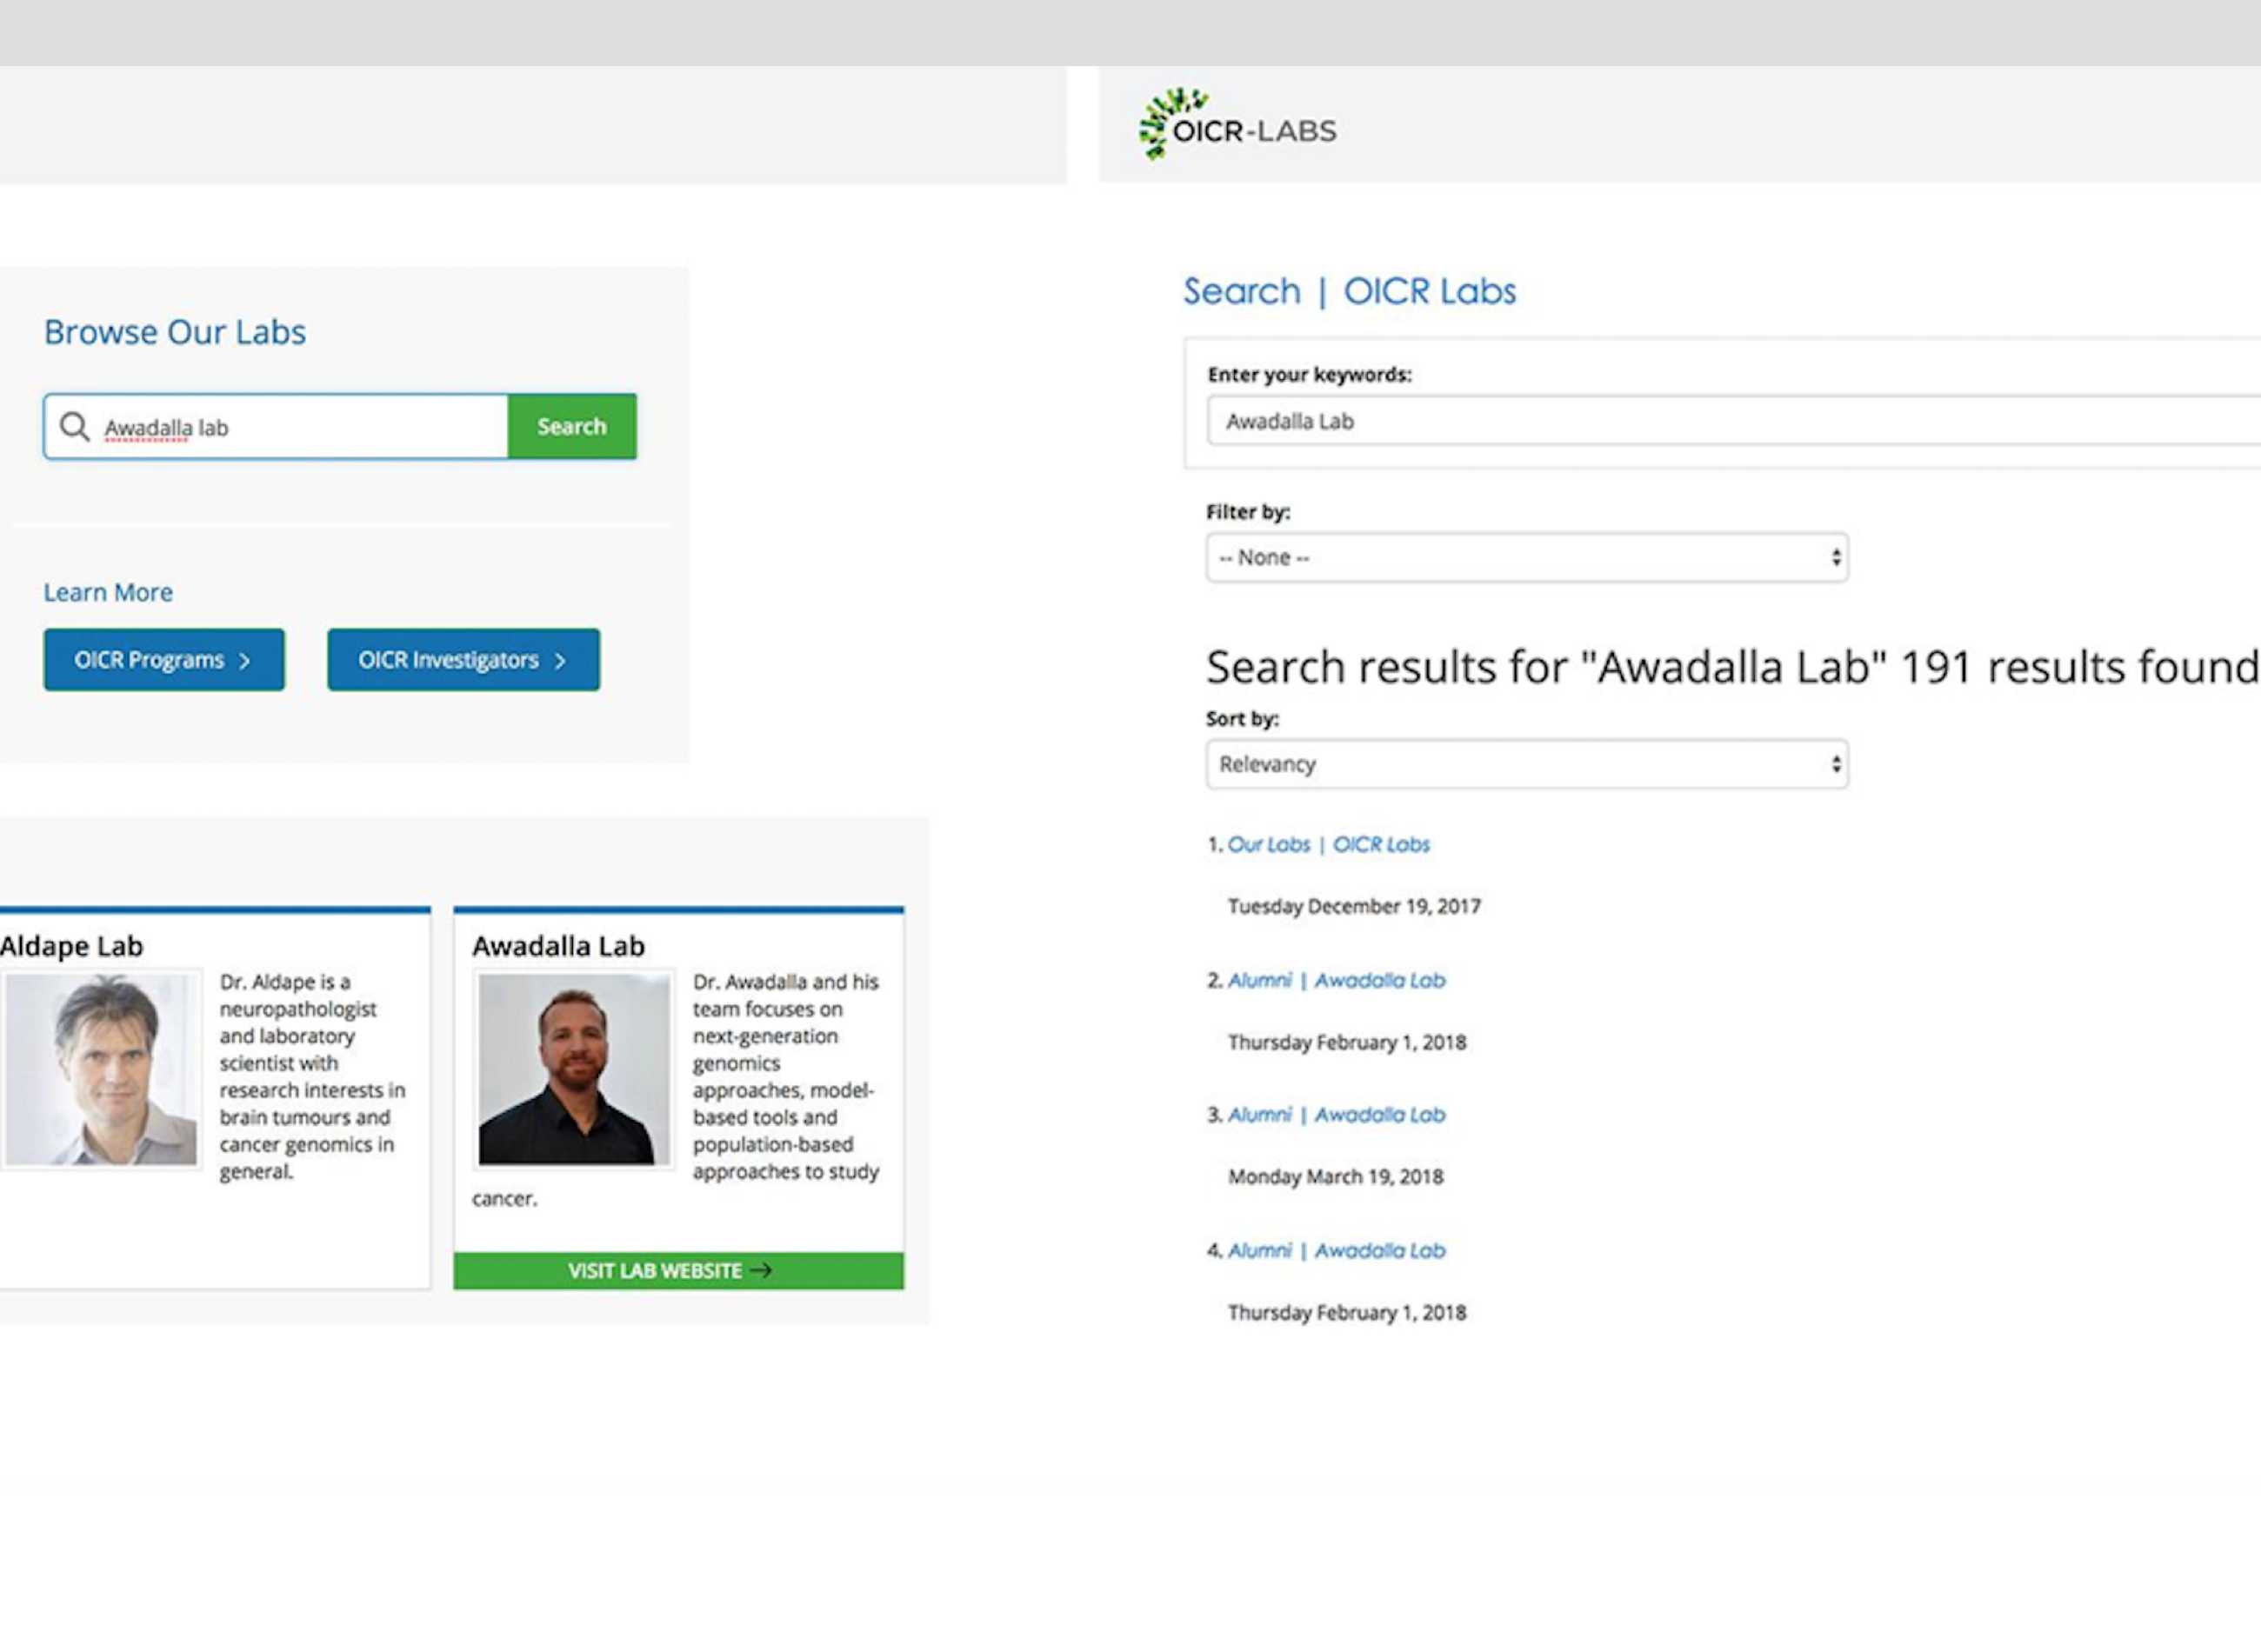 Browse Our Labs
Awadalla lab
Search
Learn More
OICR Programs >
OICR Investigators >
Aldape Lab
Dr. Aldape is a
neuropathologist
and laboratory
scientist with
research interests in
brain tumours and
cancer genomics in
general.
Awadalla Lab
Dr. Awadalla and his
team focuses on
next-generation
genomics
approaches, model-
based tools and
population-based
approaches to study
cancer.
VISIT LAB WEBSITE →
OICR-LABS
Search | OICR Labs
Enter your keywords:
Awadalla Lab
Filter by:
-- None --
Search results for "Awadalla Lab" 191 results found
Sort by:
Relevancy
1. Our Labs | OICR Labs
Tuesday December 19, 2017
2. Alumni | Awadalla Lab
Thursday February 1, 2018
3. Alumni | Awadalla Lab
Monday March 19, 2018
4. Alumni | Awadalla Lab
Thursday February 1, 2018